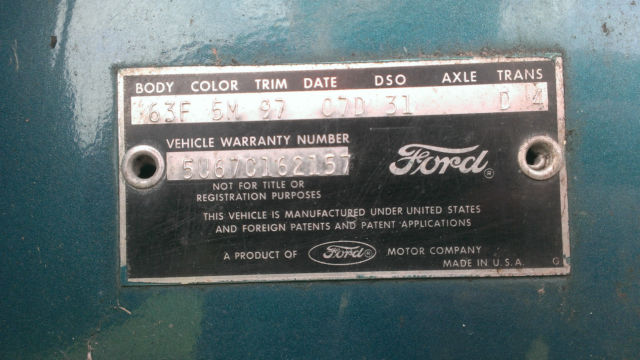 BODY COLOR TRIM DATE DSO AXLE TRANS
63F 5M 97 07D 31 D 4
VEHICLE WARRANTY NUMBER
5U67C162157
Ford®
NOT FOR TITLE OR
REGISTRATION PURPOSES
THIS VEHICLE IS MANUFACTURED UNDER UNITED STATES
AND FOREIGN PATENTS AND PATENT APPLICATIONS
A PRODUCT OF Ford® MOTOR COMPANY
MADE IN U.S.A. G